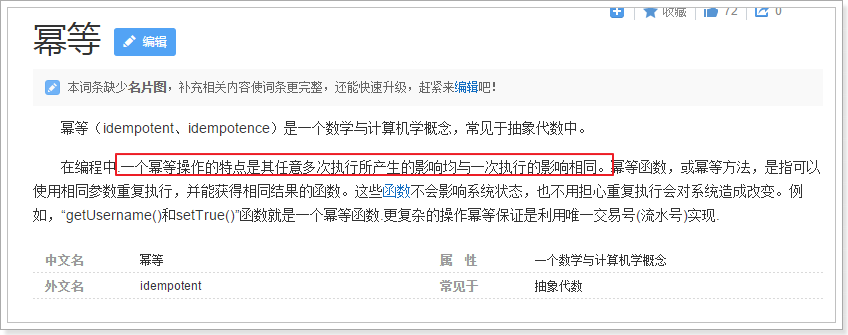 幂等
编辑
收藏
72
0
本词条缺少名片图，补充相关内容使词条更完整，还能快速升级，赶紧来编辑吧！
幂等（idempotent、idempotence）是一个数学与计算机学概念，常见于抽象代数中。
在编程中.一个幂等操作的特点是其任意多次执行所产生的影响均与一次执行的影响相同。幂等函数，或幂等方法，是指可以
使用相同参数重复执行，并能获得相同结果的函数。这些函数不会影响系统状态，也不用担心重复执行会对系统造成改变。例
如，“getUsername()和setTrue()”函数就是一个幂等函数.更复杂的操作幂等保证是利用唯一交易号(流水号)实现.
中文名 幂等 属 性 一个数学与计算机学概念
外文名 idempotent 常见于 抽象代数